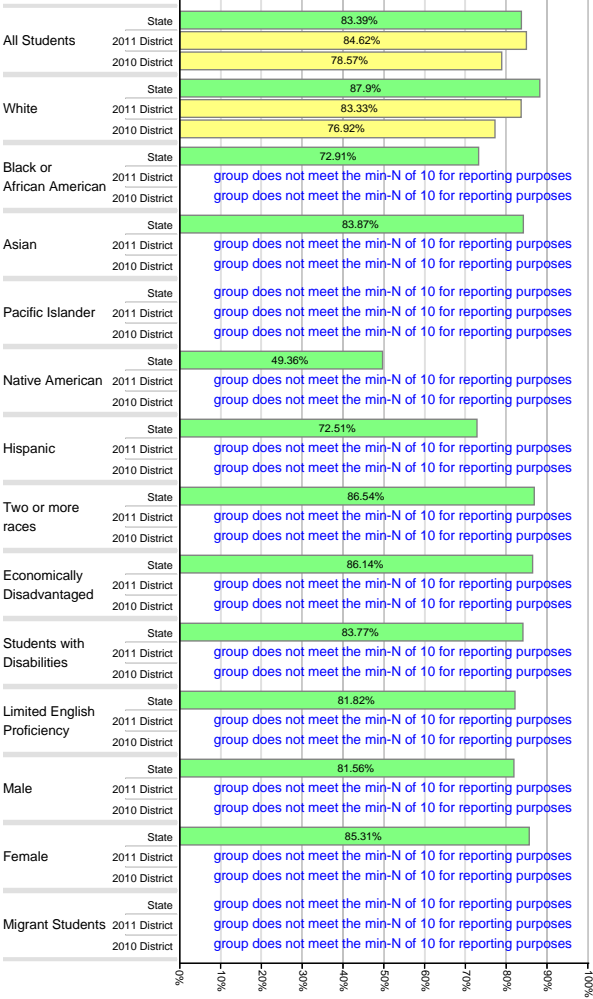 State 83.39%
All Students 2011 District 84.62%
2010 District 78.57%
State 87.9%
White 2011 District 83.33%
2010 District 76.92%
State 72.91%
Black or
African American 2011 District group does not meet the min-N of 10 for reporting purposes
2010 District group does not meet the min-N of 10 for reporting purposes
State 83.87%
Asian 2011 District group does not meet the min-N of 10 for reporting purposes
2010 District group does not meet the min-N of 10 for reporting purposes
State group does not meet the min-N of 10 for reporting purposes
Pacific Islander 2011 District group does not meet the min-N of 10 for reporting purposes
2010 District group does not meet the min-N of 10 for reporting purposes
State 49.36%
Native American 2011 District group does not meet the min-N of 10 for reporting purposes
2010 District group does not meet the min-N of 10 for reporting purposes
State 72.51%
Hispanic 2011 District group does not meet the min-N of 10 for reporting purposes
2010 District group does not meet the min-N of 10 for reporting purposes
State 86.54%
Two or more
races 2011 District group does not meet the min-N of 10 for reporting purposes
2010 District group does not meet the min-N of 10 for reporting purposes
State 86.14%
Economically
Disadvantaged 2011 District group does not meet the min-N of 10 for reporting purposes
2010 District group does not meet the min-N of 10 for reporting purposes
State 83.77%
Students with
Disabilities 2011 District group does not meet the min-N of 10 for reporting purposes
2010 District group does not meet the min-N of 10 for reporting purposes
State 81.82%
Limited English
Proficiency 2011 District group does not meet the min-N of 10 for reporting purposes
2010 District group does not meet the min-N of 10 for reporting purposes
State 81.56%
Male 2011 District group does not meet the min-N of 10 for reporting purposes
2010 District group does not meet the min-N of 10 for reporting purposes
State 85.31%
Female 2011 District group does not meet the min-N of 10 for reporting purposes
2010 District group does not meet the min-N of 10 for reporting purposes
State group does not meet the min-N of 10 for reporting purposes
Migrant Students 2011 District group does not meet the min-N of 10 for reporting purposes
2010 District group does not meet the min-N of 10 for reporting purposes
0% 10% 20% 30% 40% 50% 60% 70% 80% 90% 100%